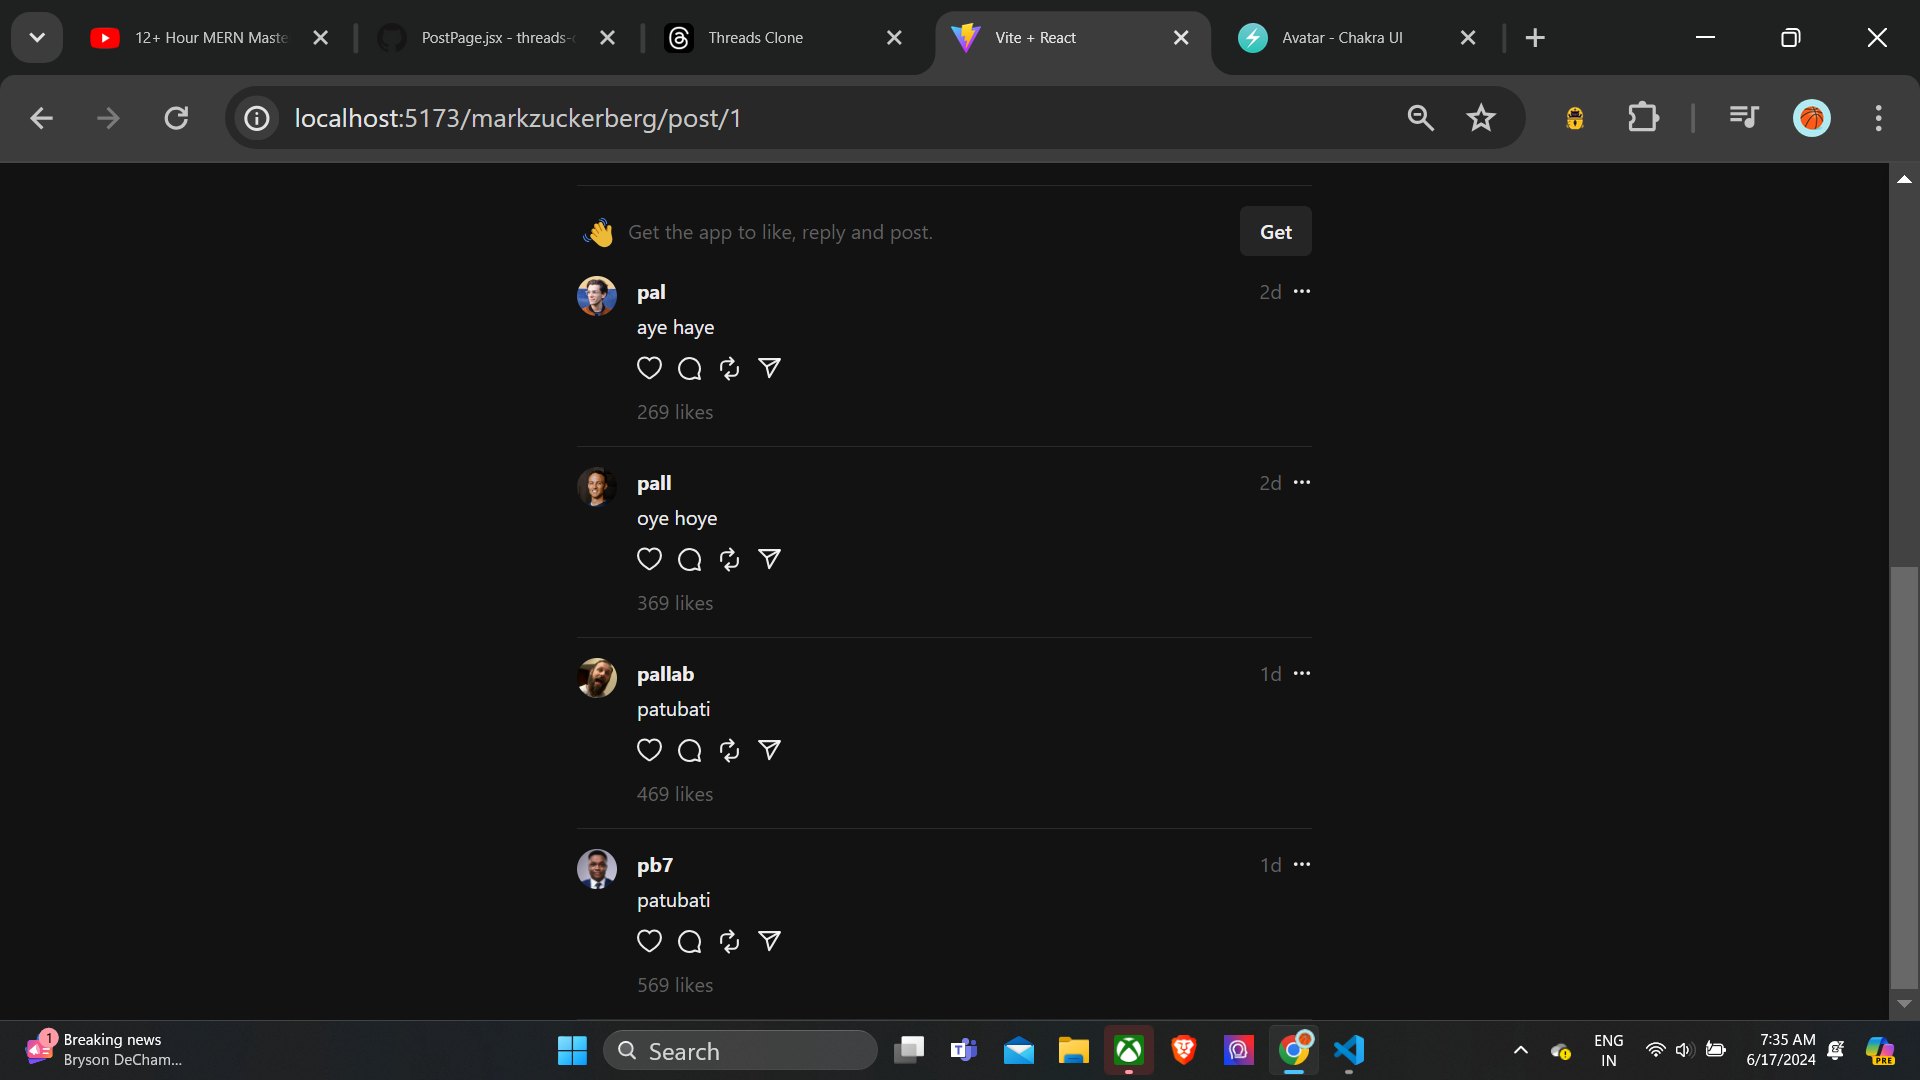 12+ Hour MERN Maste
PostPage.jsx - threads-c
Threads Clone
Vite + React
Avatar - Chakra UI
localhost:5173/markzuckerberg/post/1
Get the app to like, reply and post.
Get
pal
2d
aye haye
269 likes
pall
2d
oye hoye
369 likes
pallab
1d
patubati
469 likes
pb7
1d
patubati
569 likes
1
Breaking news
Bryson DeCham...
Search
ENG
IN
7:35 AM
6/17/2024
PRE